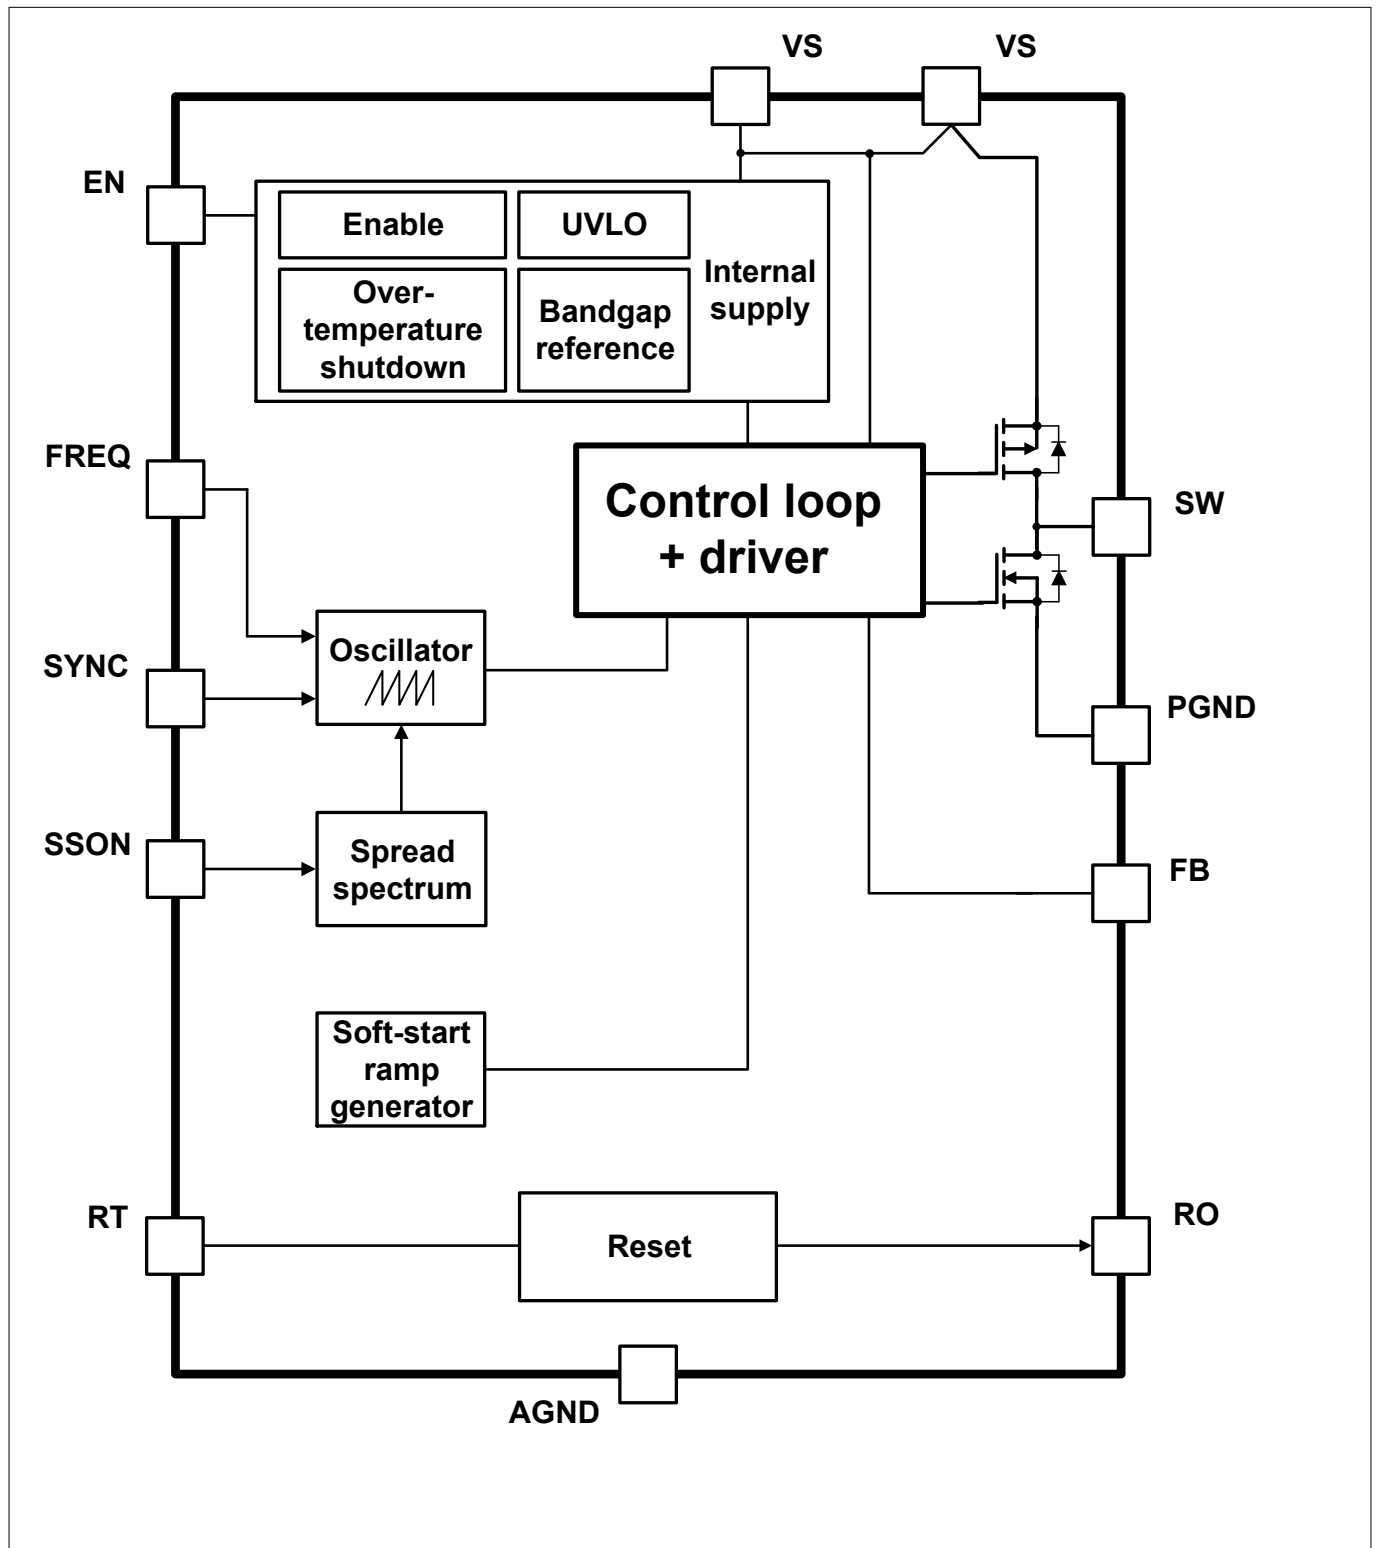 VS
VS
EN
Enable
UVLO
Internal
supply
Over-
temperature
shutdown
Bandgap
reference
FREQ
Control loop
+ driver
SW
Oscillator
SYNC
PGND
SSON
Spread
spectrum
FB
Soft-start
ramp
generator
RT
Reset
RO
AGND